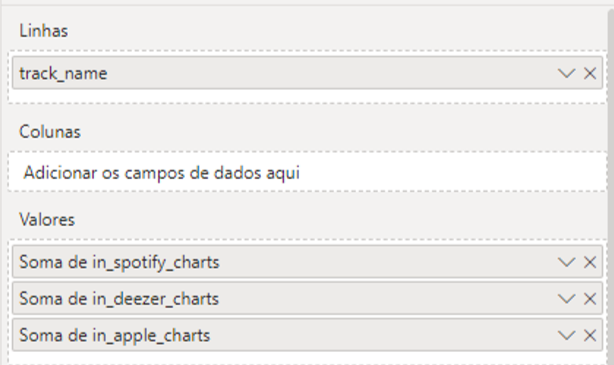 Linhas
track_name
Colunas
Adicionar os campos de dados aqui
Valores
Soma de in_spotify_charts
Soma de in_deezer_charts
Soma de in_apple_charts